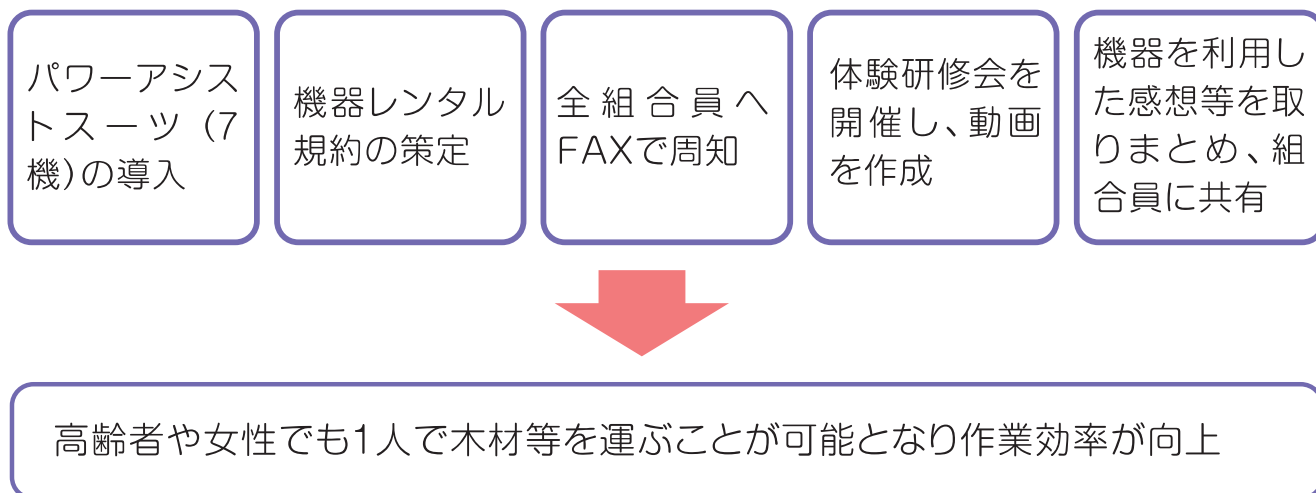 パワーアシス
トスーツ（7
機）の導入
機器レンタル
規約の策定
全組合員へ
FAXで周知
体験研修会を
開催し、動画
を作成
機器を利用し
た感想等を取
りまとめ、組
合員に共有
高齢者や女性でも1人で木材等を運ぶことが可能となり作業効率が向上